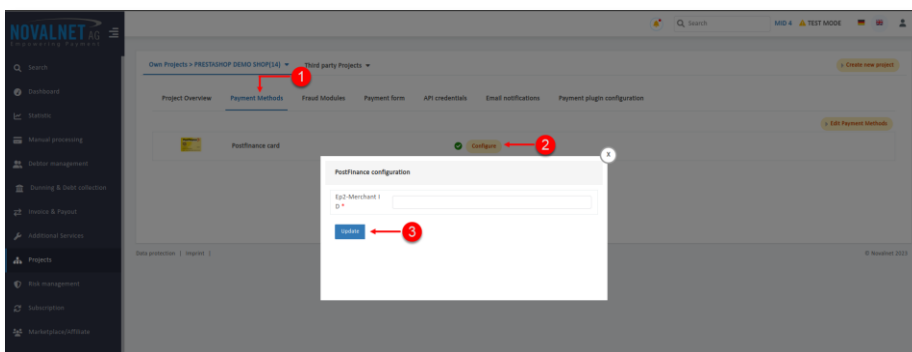 NOVALNET AG
Empowering Payment
Search
MID 4
TEST MODE
Search
Dashboard
Statistic
Manual processing
Debtor management
Dunning & Debt collection
Invoice & Payout
Additional Services
Projects
Risk management
Subscription
Marketplace/Affiliate
Own Projects > PRESTASHOP DEMO SHOP(14)
Third party Projects
> Create new project
1
Project Overview
Payment Methods
Fraud Modules
Payment form
API credentials
Email notifications
Payment plugin configuration
> Edit Payment Methods
Postfinance card
Configure
2
X
PostFinance configuration
Ep2-Merchant I
D *
Update
3
Data protection | Imprint |
© Novalnet 2023